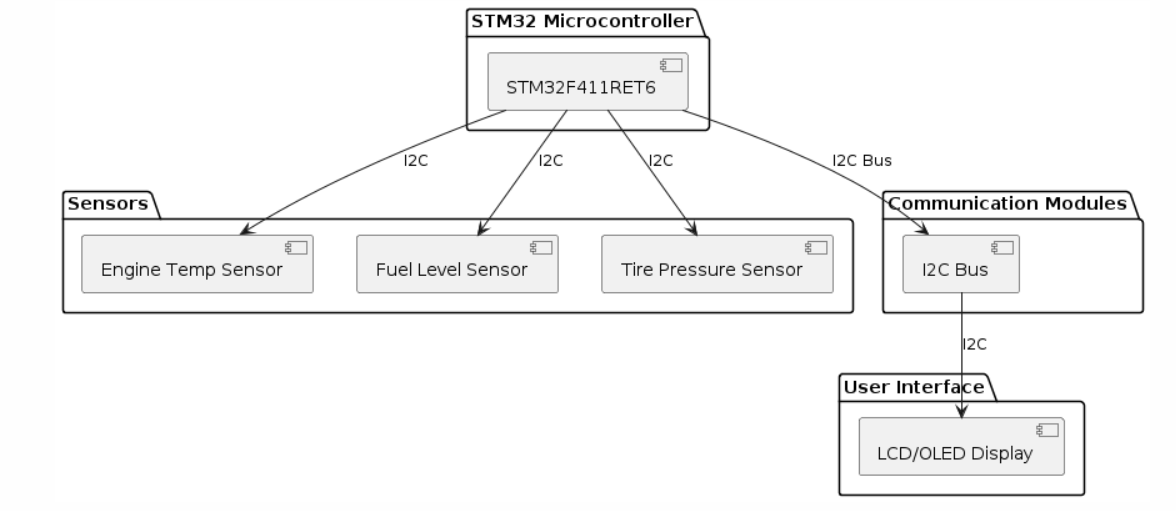 STM32 Microcontroller
STM32F411RET6
I2C
I2C
I2C
I2C Bus
Sensors
Communication Modules
Engine Temp Sensor
Fuel Level Sensor
Tire Pressure Sensor
I2C Bus
I2C
User Interface
LCD/OLED Display